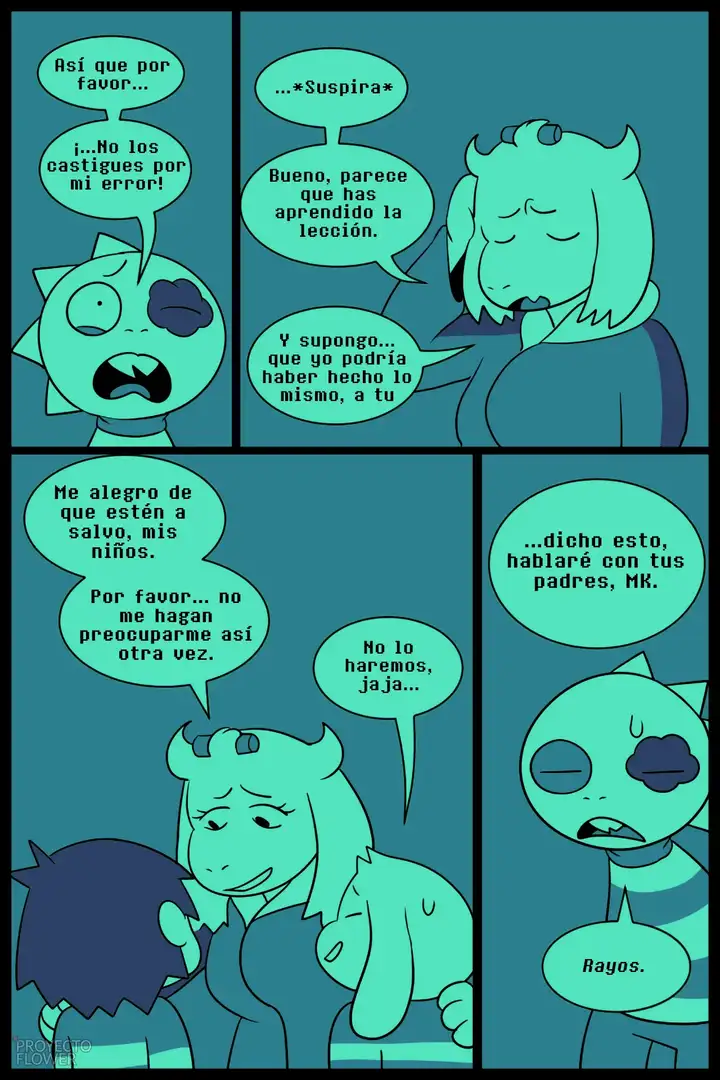 Así que por
favor...
¡...No los
castigues por
mi error!
...*Suspira*
Bueno, parece
que has
aprendido la
lección.
Y supongo...
que yo podría
haber hecho lo
mismo, a tu
Me alegro de
que estén a
salvo, mis
niños.
Por favor... no
me hagan
preocuparme así
otra vez.
No lo
haremos,
jaja...
...dicho esto,
hablaré con tus
padres, MK.
Rayos.
PROYECTO
FLOWER